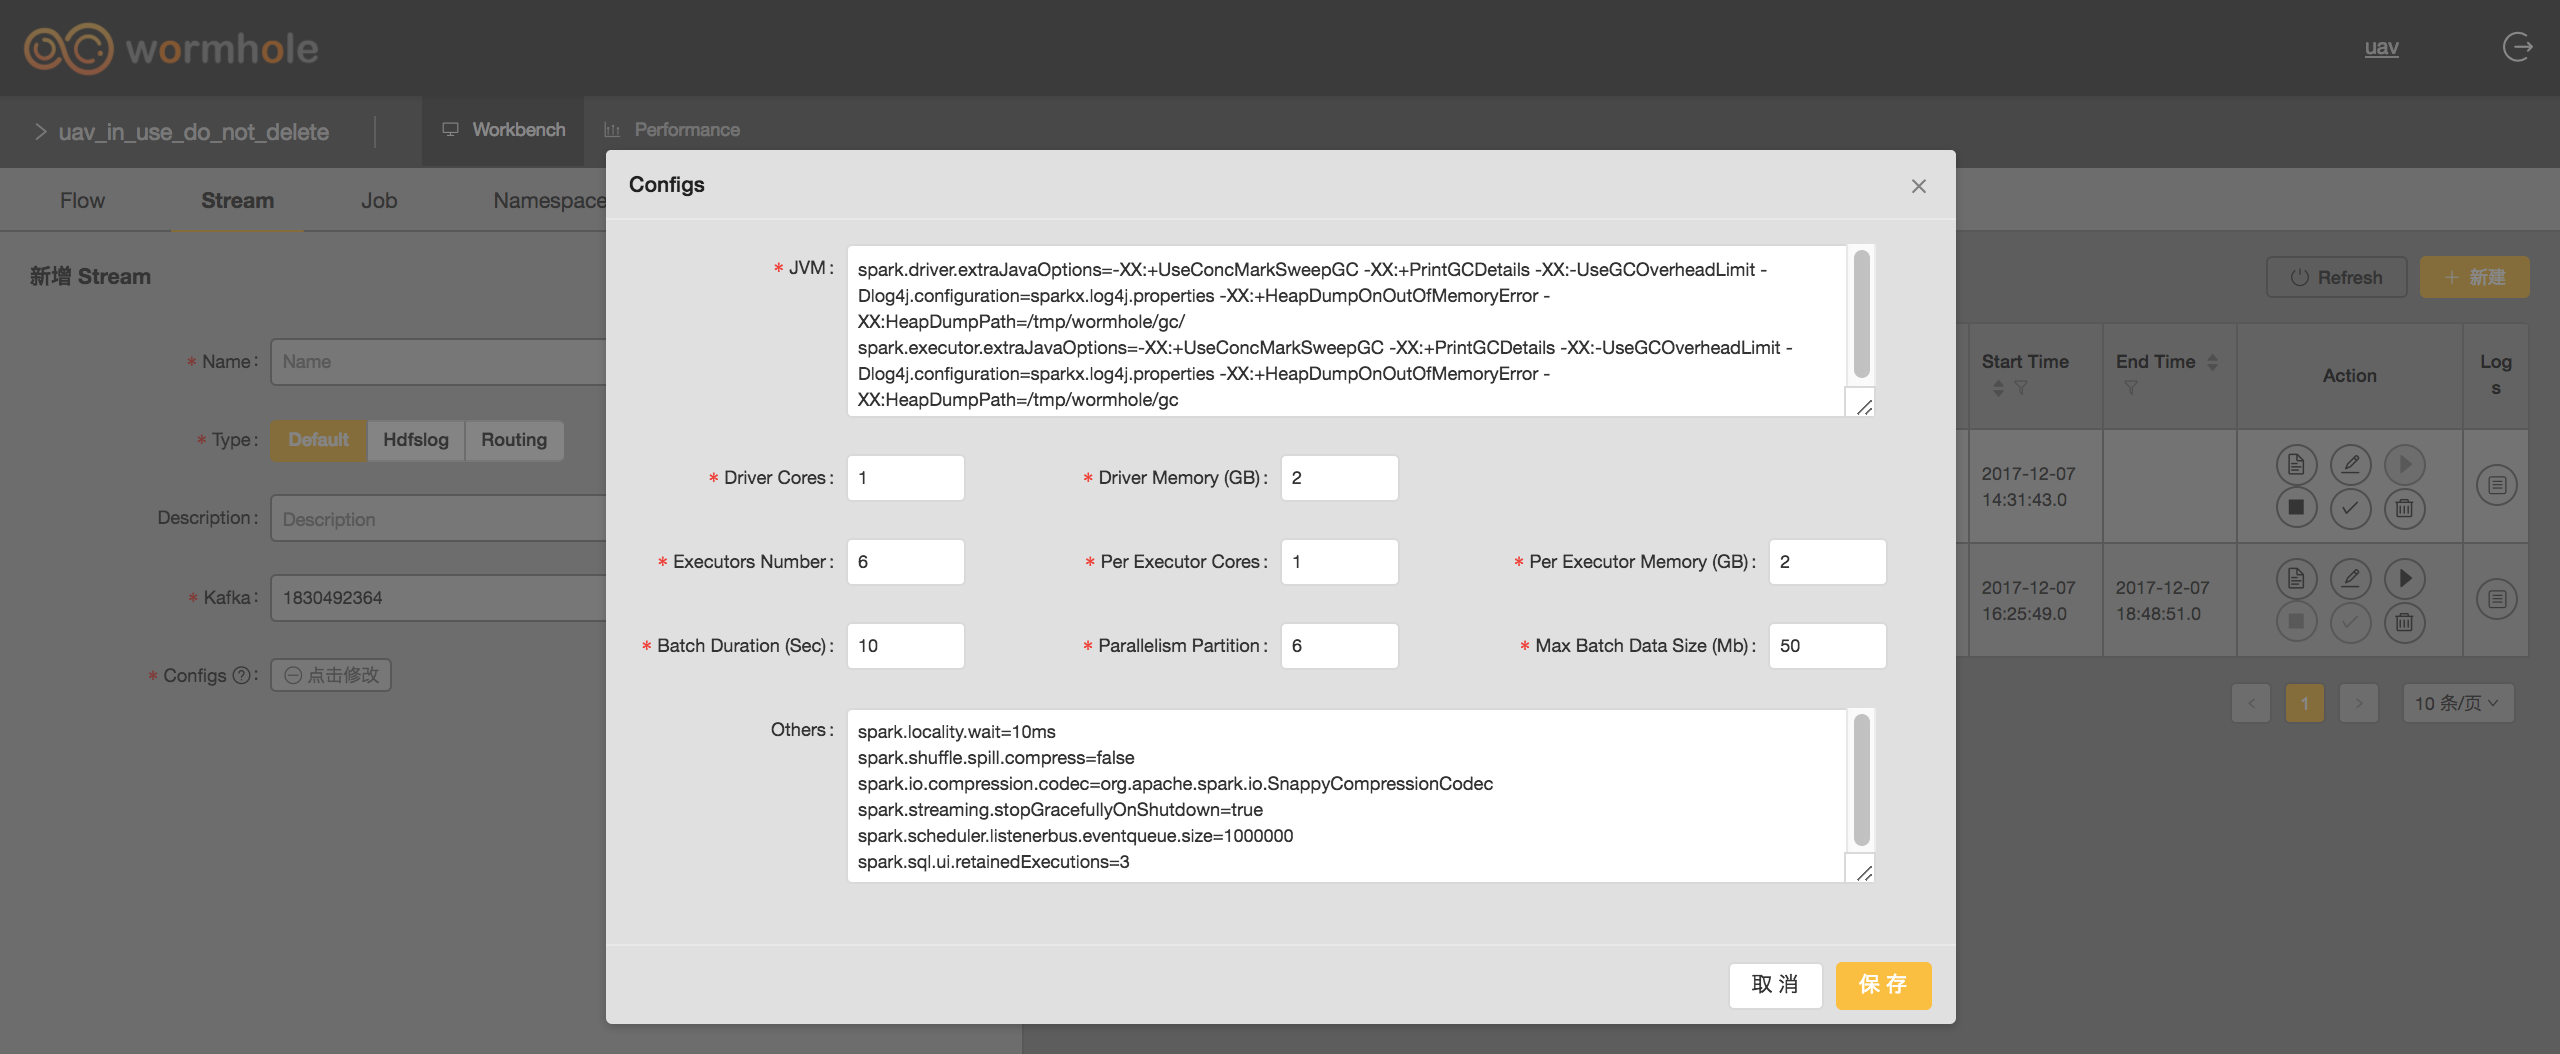 wormhole
uav
uav_in_use_do_not_delete
Workbench
Performance
Flow
Stream
Job
Namespace
新增 Stream
Refresh
新建
* Name :
Name
* Type :
Default
Hdfslog
Routing
Description :
Description
* Kafka :
1830492364
* Configs :
点击修改
Start Time
End Time
Action
Log
s
2017-12-07
14:31:43.0
2017-12-07
16:25:49.0
2017-12-07
18:48:51.0
1
10 条/页
Configs
* JVM :
spark.driver.extraJavaOptions=-XX:+UseConcMarkSweepGC -XX:+PrintGCDetails -XX:-UseGCOverheadLimit -
Dlog4j.configuration=sparkx.log4j.properties -XX:+HeapDumpOnOutOfMemoryError -
XX:HeapDumpPath=/tmp/wormhole/gc/
spark.executor.extraJavaOptions=-XX:+UseConcMarkSweepGC -XX:+PrintGCDetails -XX:-UseGCOverheadLimit -
Dlog4j.configuration=sparkx.log4j.properties -XX:+HeapDumpOnOutOfMemoryError -
XX:HeapDumpPath=/tmp/wormhole/gc
* Driver Cores : 1
* Driver Memory (GB) : 2
* Executors Number : 6
* Per Executor Cores : 1
* Per Executor Memory (GB) : 2
* Batch Duration (Sec) : 10
* Parallelism Partition : 6
* Max Batch Data Size (Mb) : 50
Others :
spark.locality.wait=10ms
spark.shuffle.spill.compress=false
spark.io.compression.codec=org.apache.spark.io.SnappyCompressionCodec
spark.streaming.stopGracefullyOnShutdown=true
spark.scheduler.listenerbus.eventqueue.size=1000000
spark.sql.ui.retainedExecutions=3
取 消
保 存